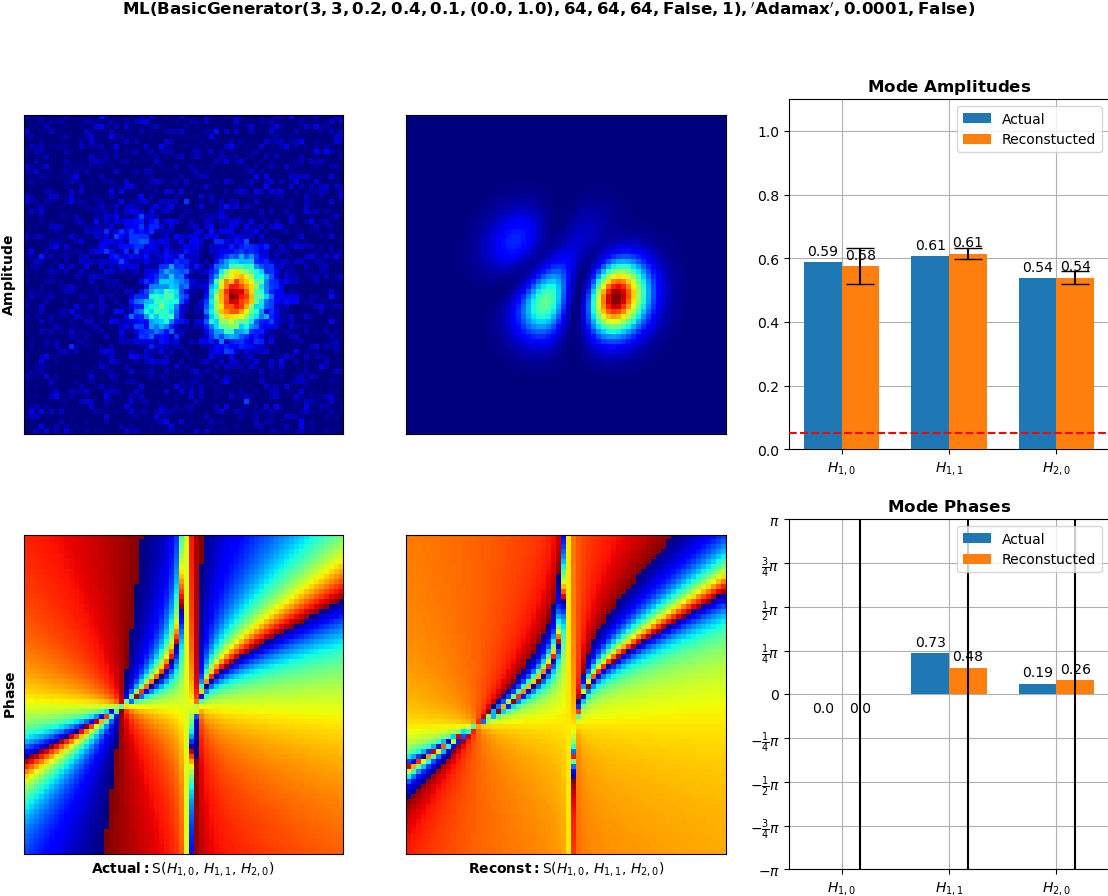 ML(BasicGenerator(3, 3, 0.2, 0.4, 0.1, (0.0, 1.0), 64, 64, 64, False, 1), ′Adamax′, 0.0001, False)
Mode Amplitudes
Actual
Reconstucted
1.0
0.8
0.6
0.4
0.2
0.0
0.59
0.58
0.61
0.61
0.54
0.54
H1,0
H1,1
H2,0
Amplitude
Mode Phases
Actual
Reconstucted
π
3/4π
1/2π
1/4π
0
−1/4π
−1/2π
−3/4π
−π
0.0
0.0
0.73
0.48
0.19
0.26
H1,0
H1,1
H2,0
Phase
Actual: S(H1,0, H1,1, H2,0)
Reconst: S(H1,0, H1,1, H2,0)